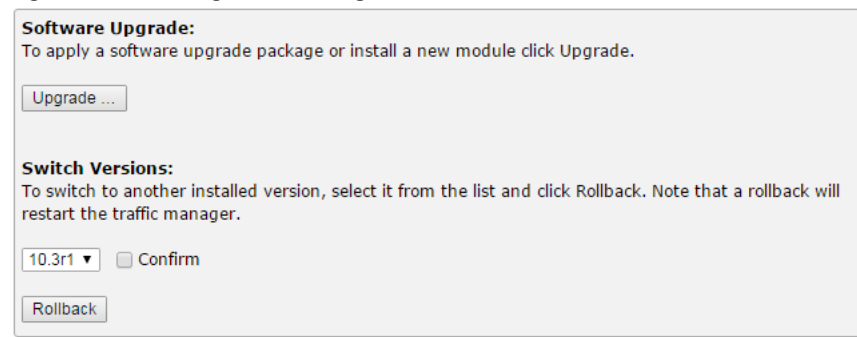 Software Upgrade:
To apply a software upgrade package or install a new module click Upgrade.
Upgrade ...
Switch Versions:
To switch to another installed version, select it from the list and click Rollback. Note that a rollback will
restart the traffic manager.
10.3r1 ▼ Confirm
Rollback